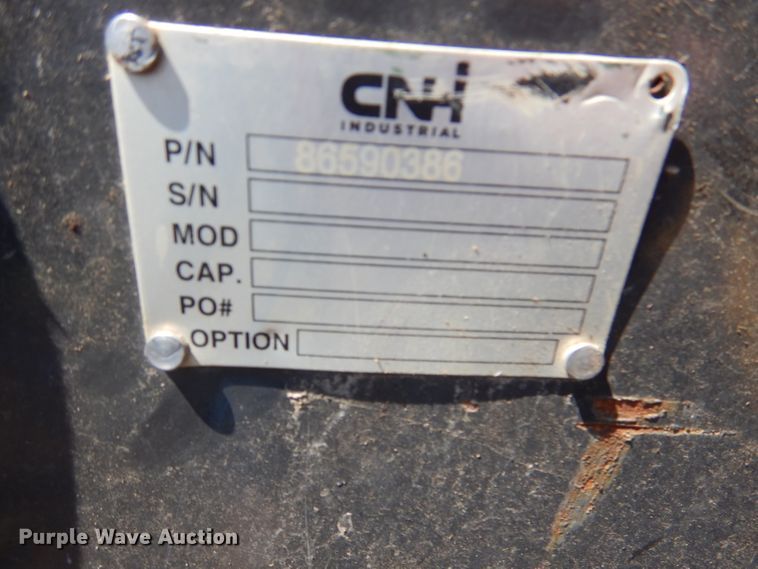 CNH
INDUSTRIAL
P/N 86590386
S/N
MOD
CAP.
PO#
OPTION
Purple Wave Auction